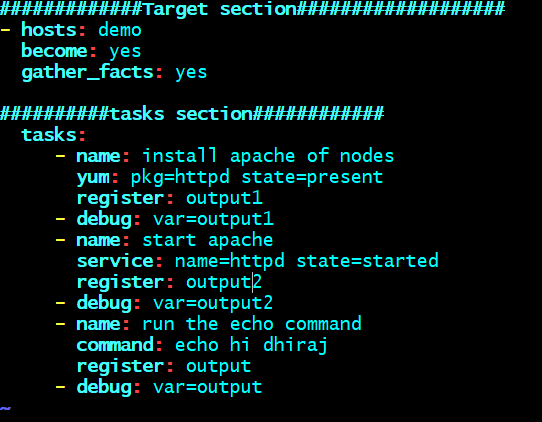 #############Target section###################
- hosts: demo
  become: yes
  gather_facts: yes

##########tasks section############
  tasks:
     - name: install apache of nodes
       yum: pkg=httpd state=present
       register: output1
     - debug: var=output1
     - name: start apache
       service: name=httpd state=started
       register: output2
     - debug: var=output2
     - name: run the echo command
       command: echo hi dhiraj
       register: output
     - debug: var=output
~